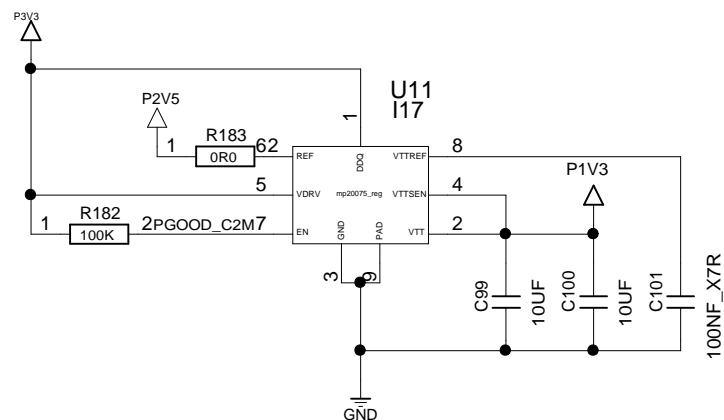 P3V3
U11
I17
P2V5
1
R183
0R0
62
1
REF
DDQ
VTTREF
8
5
VDRV
mp20075_reg
VTTSEN
4
P1V3
1
R182
100K
2PGOOD_C2M7
EN
GND
PAD
VTT
2
3
9
C99
10UF
C100
10UF
C101
100NF_X7R
GND